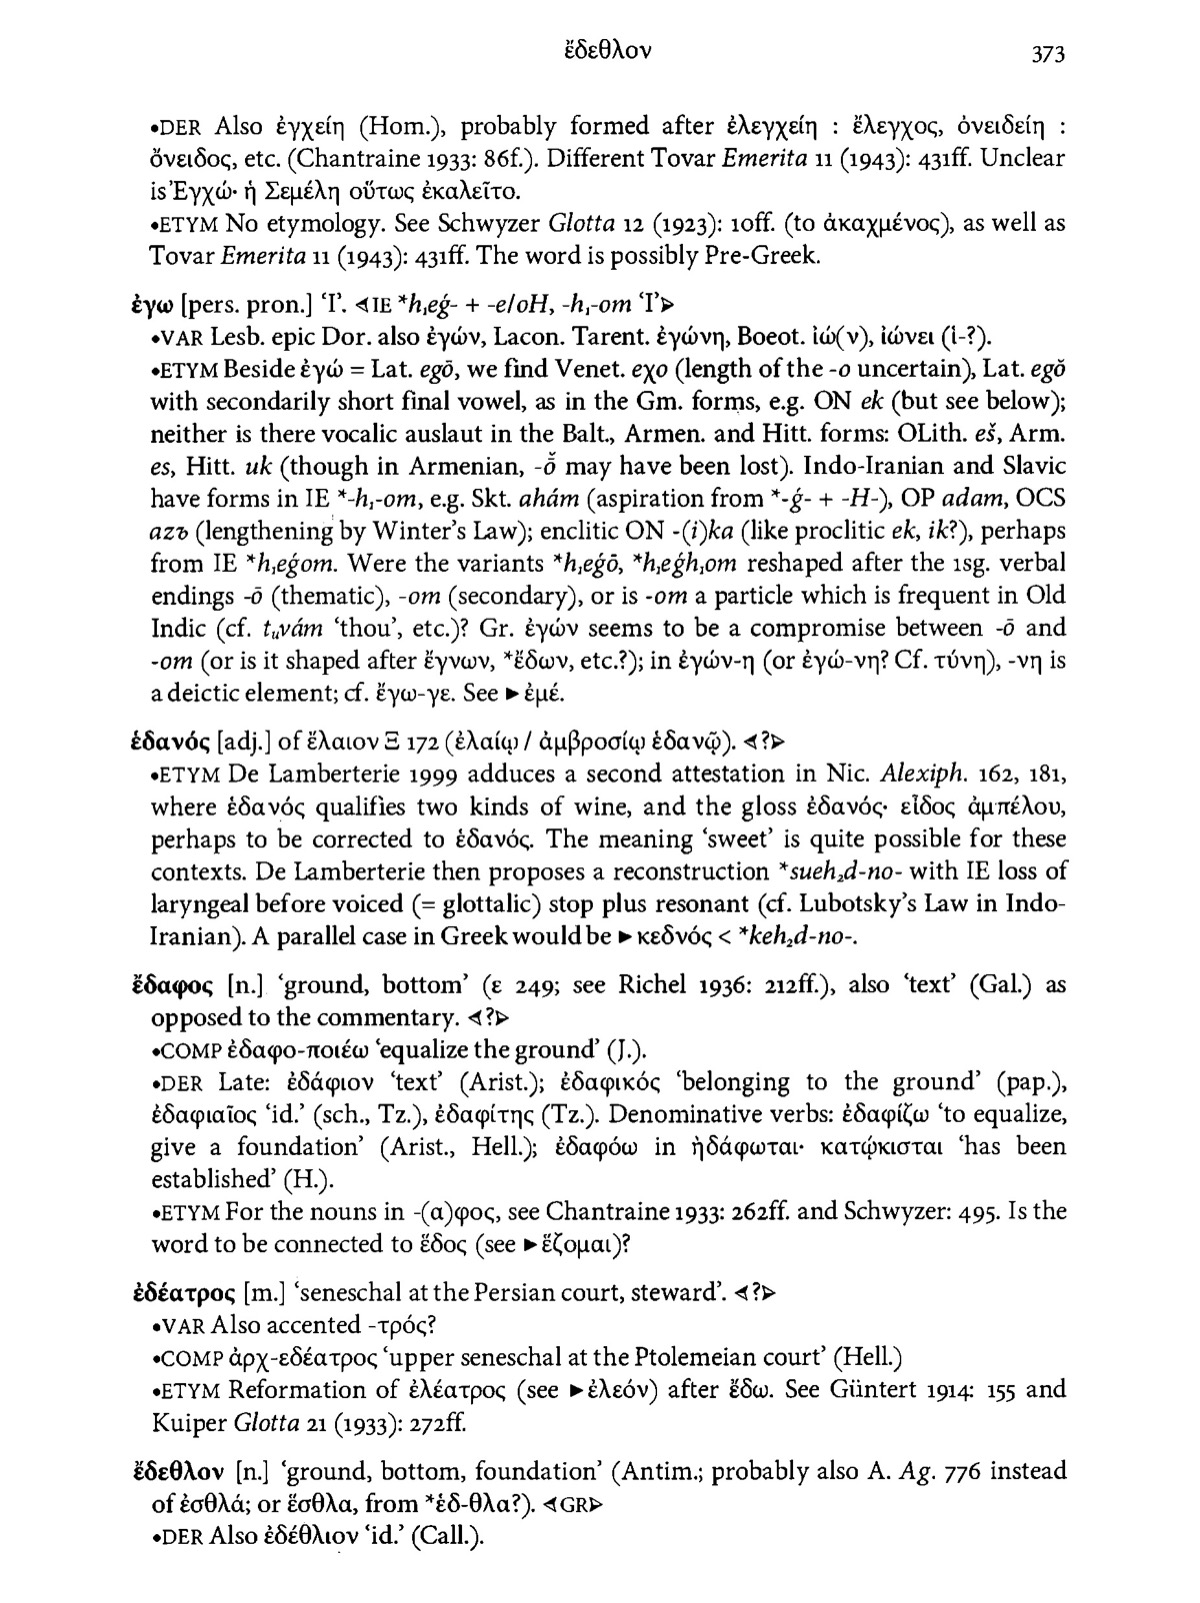 ἔδεθλον 373
•DER Also ἐγχείη (Hom.), probably formed after ἐλεγχείη : ἔλεγχος, ὀνειδείη :
ὄνειδος, etc. (Chantraine 1933: 86f.). Different Tovar Emerita 11 (1943): 431ff. Unclear
is Ἐγχώ· ἡ Σεμέλη οὕτως ἐκαλεῖτο.
•ETYM No etymology. See Schwyzer Glotta 12 (1923): 10ff. (to ἀκαχμένος), as well as
Tovar Emerita 11 (1943): 431ff. The word is possibly Pre-Greek.
ἐγω [pers. pron.] ‘I’. ⊲IE *h₁eǵ- + -e/oH, -h₁-om ‘I’⊳
•VAR Lesb. epic Dor. also ἐγών, Lacon. Tarent. ἐγώνη, Boeot. ἰώ(ν), ἰώνει (ἱ-?).
•ETYM Beside ἐγώ = Lat. egō, we find Venet. eχo (length of the -o uncertain), Lat. egŏ
with secondarily short final vowel, as in the Gm. forms, e.g. ON ek (but see below);
neither is there vocalic auslaut in the Balt., Armen. and Hitt. forms: OLith. eš, Arm.
es, Hitt. uk (though in Armenian, -ō̆ may have been lost). Indo-Iranian and Slavic
have forms in IE *-h₁-om, e.g. Skt. ahám (aspiration from *-ǵ- + -H-), OP adam, OCS
azъ (lengthening by Winter’s Law); enclitic ON -(i)ka (like proclitic ek, ik?), perhaps
from IE *h₁eǵom. Were the variants *h₁eǵō, *h₁eǵh₁om reshaped after the 1sg. verbal
endings -ō (thematic), -om (secondary), or is -om a particle which is frequent in Old
Indic (cf. tᵤvám ‘thou’, etc.)? Gr. ἐγών seems to be a compromise between -ō and
-om (or is it shaped after ἔγνων, *ἔδων, etc.?); in ἐγών-η (or ἐγώ-νη? Cf. τύνη), -νη is
a deictic element; cf. ἔγω-γε. See ►ἐμέ.
ἑδανός [adj.] of ἔλαιον Ξ 172 (ἐλαίῳ / ἀμβροσίῳ ἑδανῷ). ⊲?⊳
•ETYM De Lamberterie 1999 adduces a second attestation in Nic. Alexiph. 162, 181,
where ἑδανός qualifies two kinds of wine, and the gloss ἐδανός· εἶδος ἀμπέλου,
perhaps to be corrected to ἑδανός. The meaning ‘sweet’ is quite possible for these
contexts. De Lamberterie then proposes a reconstruction *sueh₂d-no- with IE loss of
laryngeal before voiced (= glottalic) stop plus resonant (cf. Lubotsky’s Law in Indo-
Iranian). A parallel case in Greek would be ►κεδνός < *keh₂d-no-.
ἔδαφος [n.] ‘ground, bottom’ (ε 249; see Richel 1936: 212ff.), also ‘text’ (Gal.) as
opposed to the commentary. ⊲?⊳
•COMP ἐδαφο-ποιέω ‘equalize the ground’ (J.).
•DER Late: ἐδάφιον ‘text’ (Arist.); ἐδαφικός ‘belonging to the ground’ (pap.),
ἐδαφιαῖος ‘id.’ (sch., Tz.), ἐδαφίτης (Tz.). Denominative verbs: ἐδαφίζω ‘to equalize,
give a foundation’ (Arist., Hell.); ἐδαφόω in ἠδάφωται· κατῴκισται ‘has been
established’ (H.).
•ETYM For the nouns in -(α)φος, see Chantraine 1933: 262ff. and Schwyzer: 495. Is the
word to be connected to ἕδος (see ►ἕζομαι)?
ἐδέατρος [m.] ‘seneschal at the Persian court, steward’. ⊲?⊳
•VAR Also accented -τρός?
•COMP ἀρχ-εδέατρος ‘upper seneschal at the Ptolemeian court’ (Hell.)
•ETYM Reformation of ἐλέατρος (see ►ἐλεόν) after ἔδω. See Güntert 1914: 155 and
Kuiper Glotta 21 (1933): 272ff.
ἔδεθλον [n.] ‘ground, bottom, foundation’ (Antim.; probably also A. Ag. 776 instead
of ἐσθλά; or ἔσθλα, from *ἑδ-θλα?). ⊲GR⊳
•DER Also ἐδέθλιον ‘id.’ (Call.).